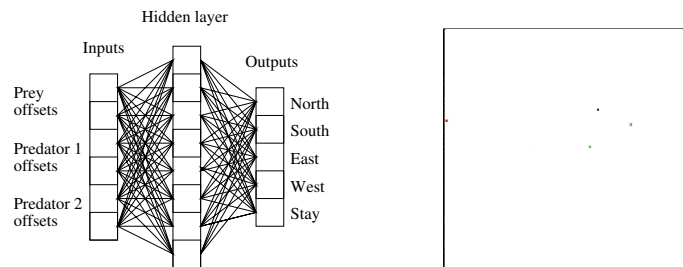 Hidden layer
Inputs
Outputs
Prey
offsets
Predator 1
offsets
Predator 2
offsets
North
South
East
West
Stay